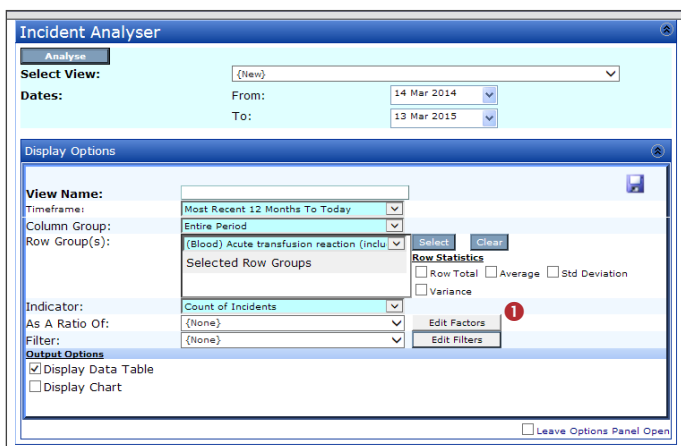 Incident Analyser
Analyse
Select View: {New}
Dates: From: 14 Mar 2014
To: 13 Mar 2015
Display Options
View Name:
Timeframe: Most Recent 12 Months To Today
Column Group: Entire Period
Row Group(s): (Blood) Acute transfusion reaction (inclu Select Clear
Selected Row Groups
Row Statistics
Row Total Average Std Deviation
Variance
Indicator: Count of Incidents
1
As A Ratio Of: {None} Edit Factors
Filter: {None} Edit Filters
Output Options
Display Data Table
Display Chart
Leave Options Panel Open